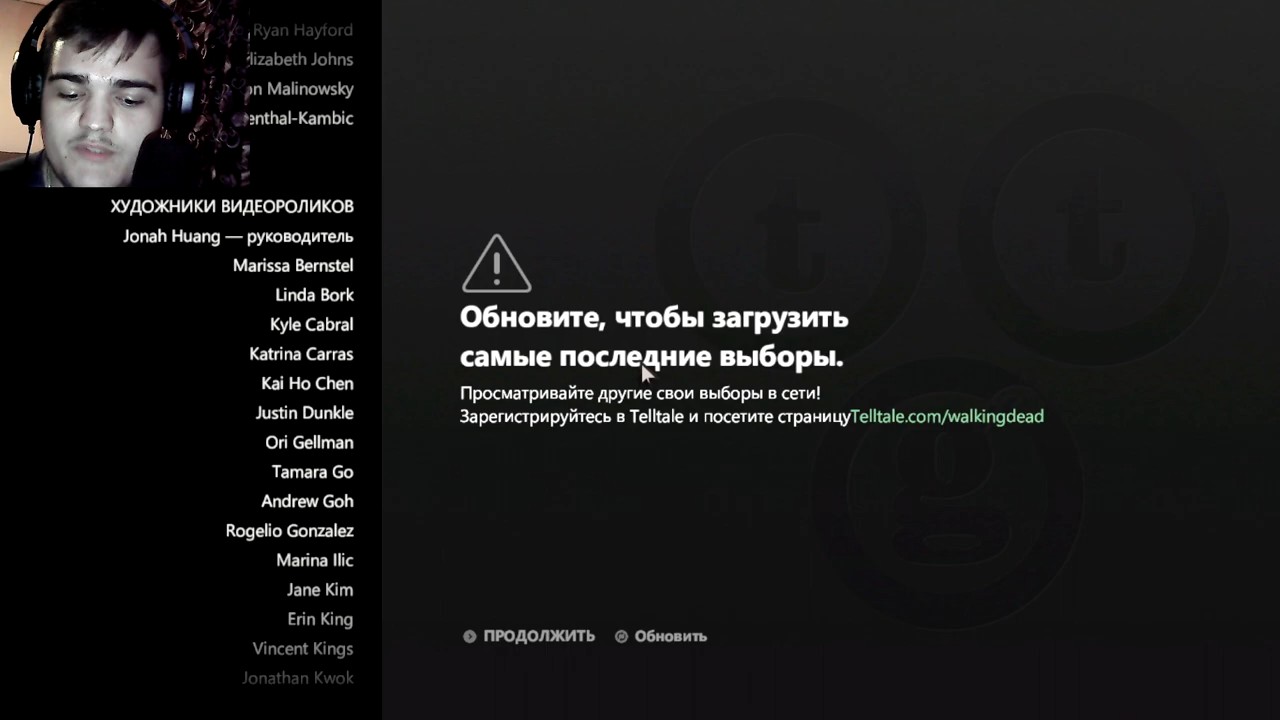 Ryan Hayford
Johns
Malinowsky
ХУДОЖНИКИ ВИДЕОРОЛИКОВ
Jonah Huang — руководитель
Marissa Bernstel
Linda Bork
Kyle Cabral
Katrina Carras
Kai Ho Chen
Justin Dunkle
Ori Gellman
Tamara Go
Andrew Goh
Rogelio Gonzalez
Marina Ilic
Jane Kim
Erin King
Vincent Kings
Jonathan Kwok
Обновите, чтобы загрузить
самые последние выборы.
Просматривайте другие свои выборы в сети!
Зарегистрируйтесь в Telltale и посетите страницуTelltale.com/walkingdead
ПРОДОЛЖИТЬ Обновить
t t
g